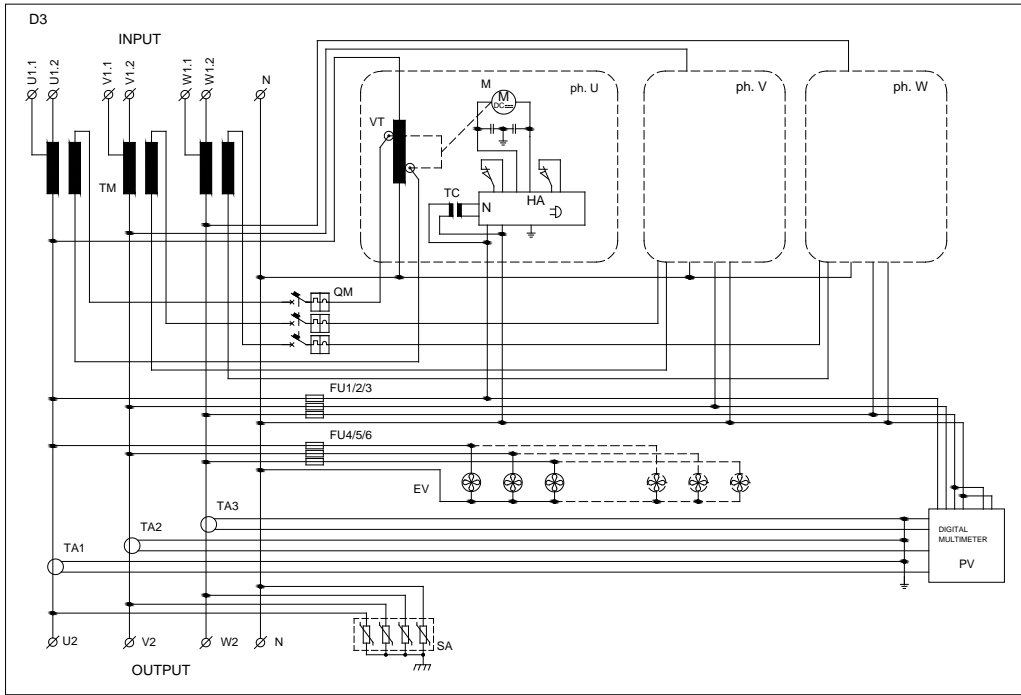 D3
INPUT
U1.1
U1.2
V1.1
V1.2
W1.1
W1.2
N
M
M
DC
ph. U
ph. V
ph. W
VT
TM
TC
N
HA
QM
FU1/2/3
FU4/5/6
EV
TA3
TA2
TA1
DIGITAL
MULTIMETER
PV
U2
V2
W2
N
SA
OUTPUT